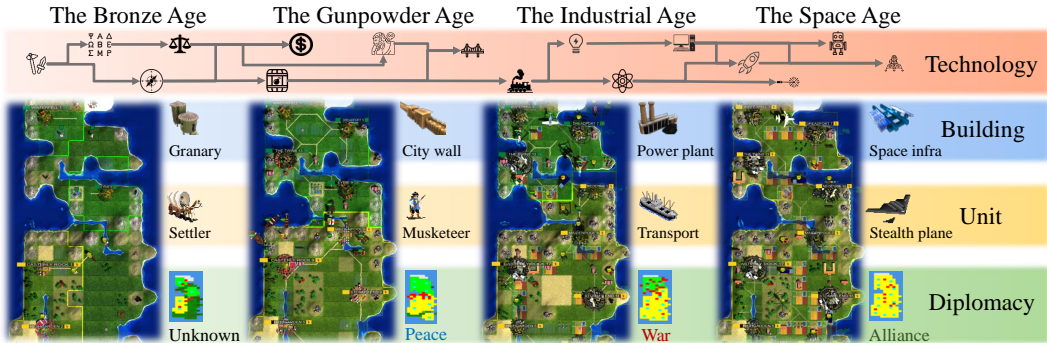 The Bronze Age
The Gunpowder Age
The Industrial Age
The Space Age
Ψ Α Δ
Ω Β Ε
Σ Μ Ρ
Technology
Granary
City wall
Power plant
Space infra
Building
Settler
Musketeer
Transport
Stealth plane
Unit
Unknown
Peace
War
Alliance
Diplomacy